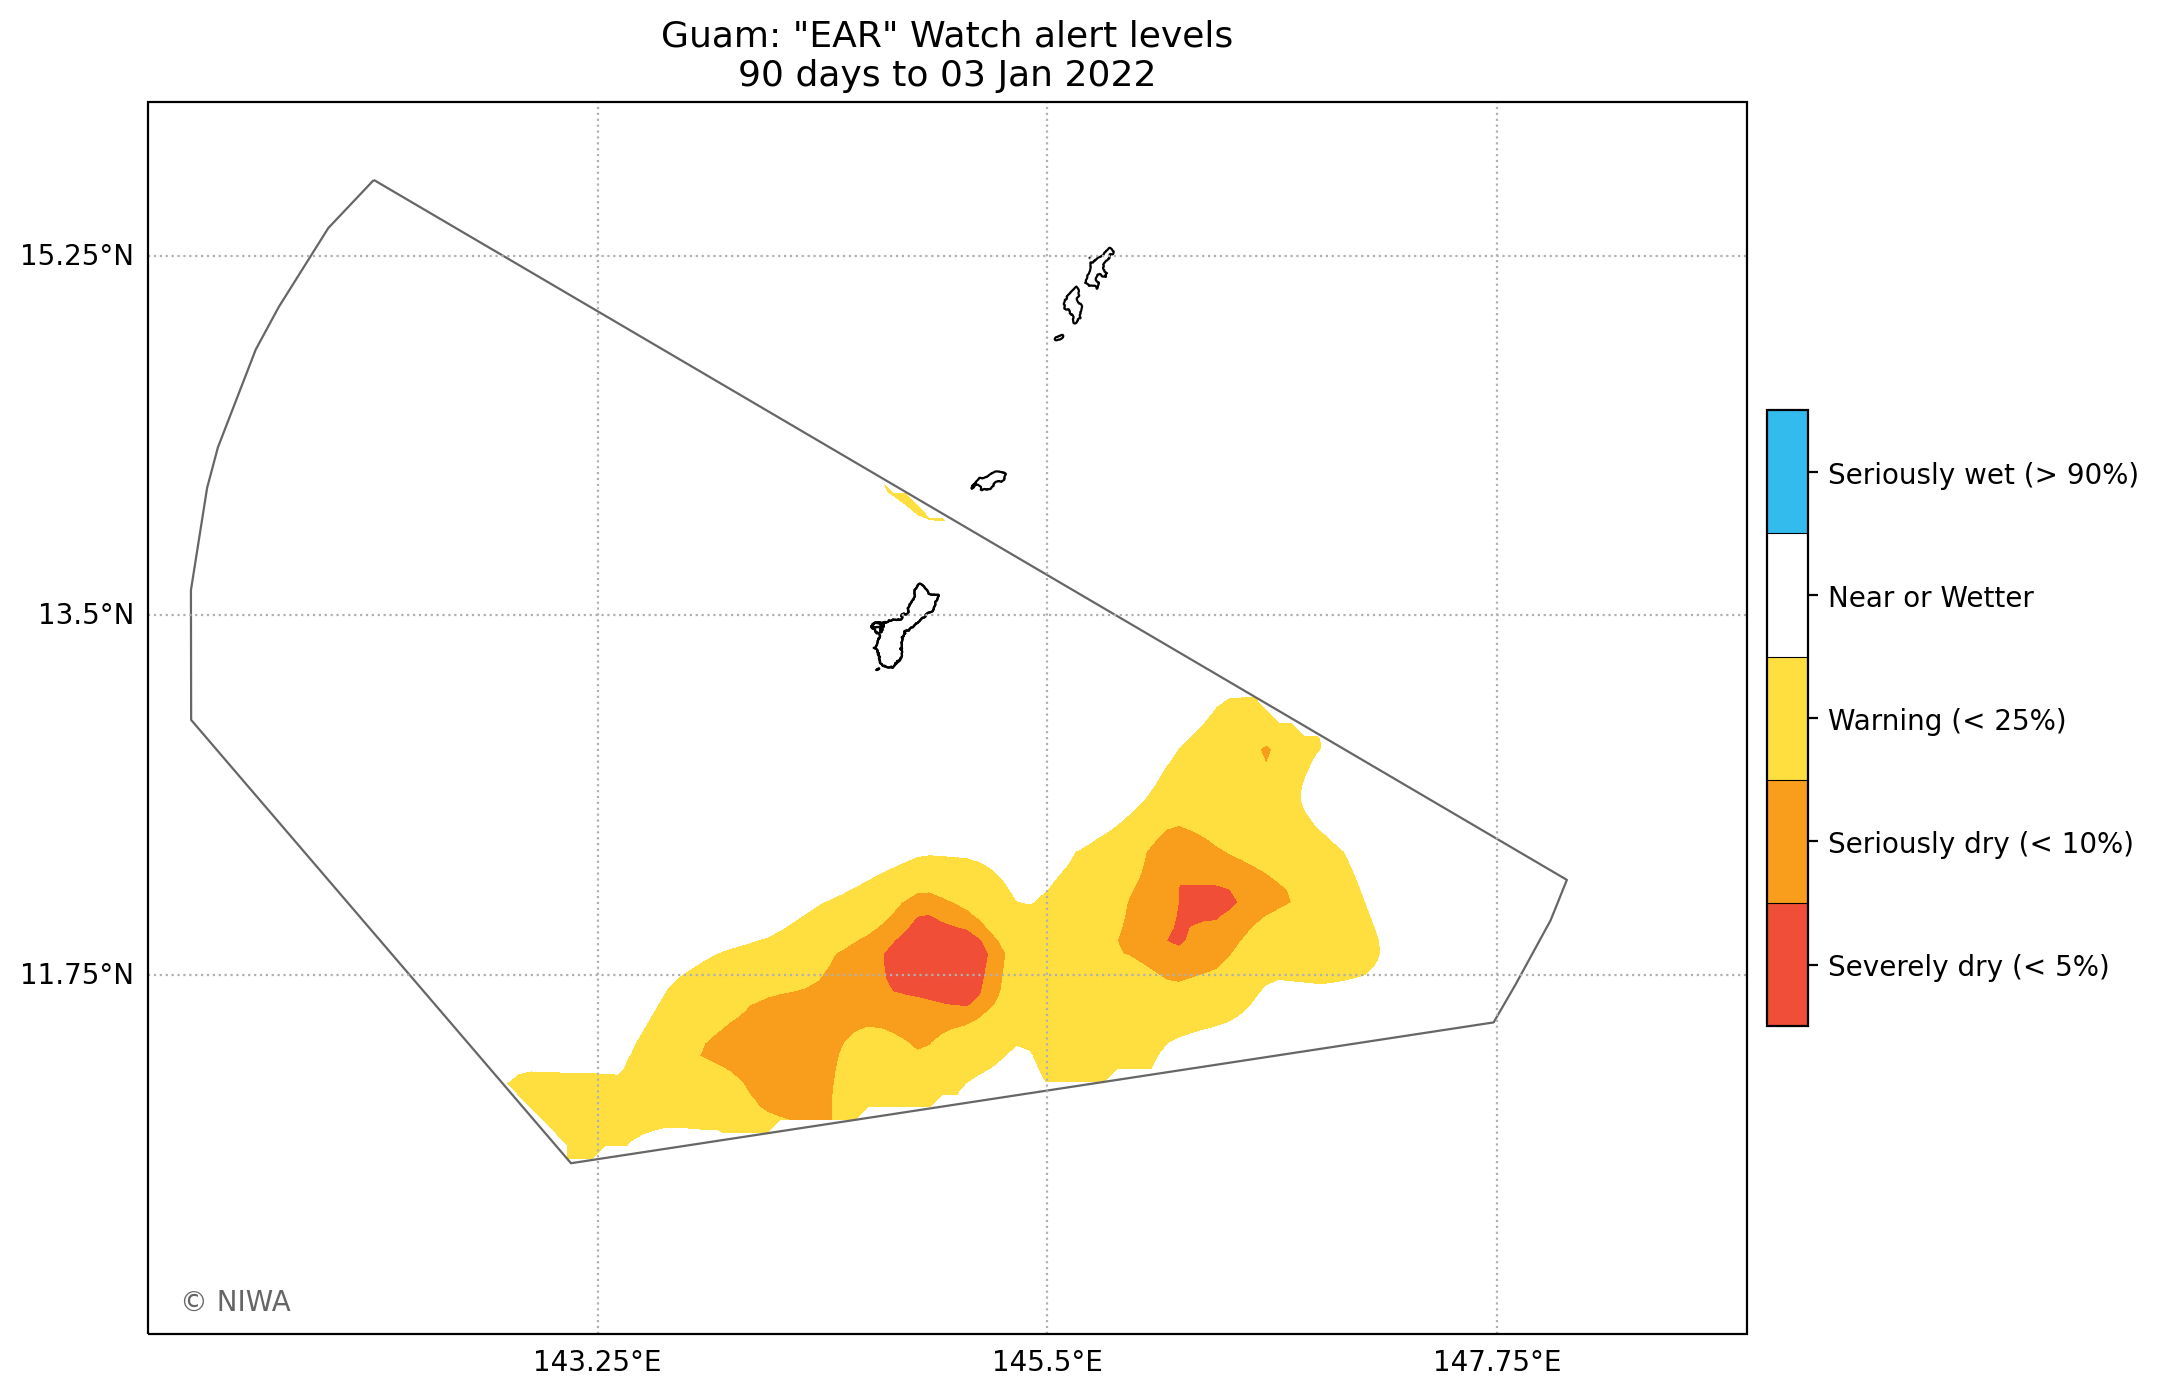 Guam: "EAR" Watch alert levels
90 days to 03 Jan 2022
15.25°N
13.5°N
11.75°N
143.25°E
145.5°E
147.75°E
Seriously wet (> 90%)
Near or Wetter
Warning (< 25%)
Seriously dry (< 10%)
Severely dry (< 5%)
© NIWA